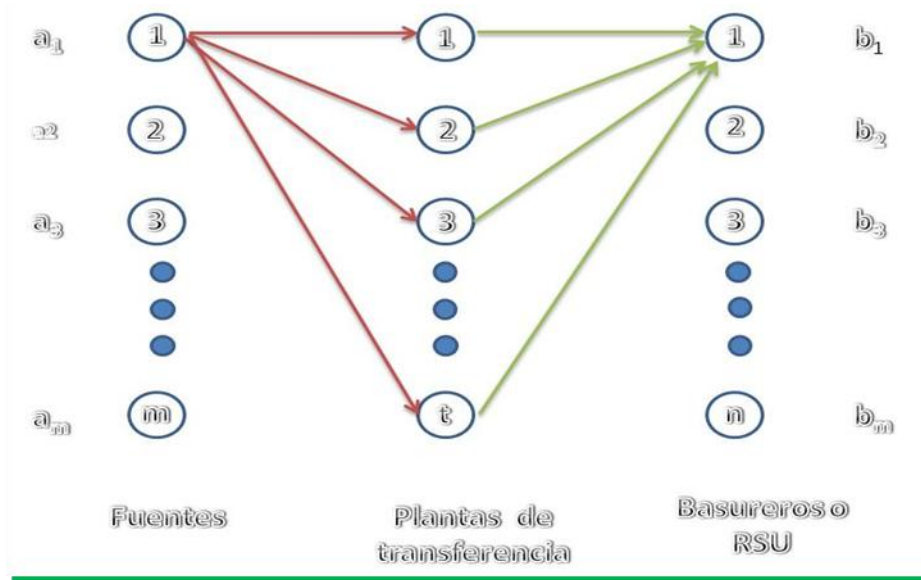 a1 1 1 1 b1
a2 2 2 2 b2
a3 3 3 3 b3
am m t n bm
Fuentes
Plantas de
transferencia
Basureros o
RSU